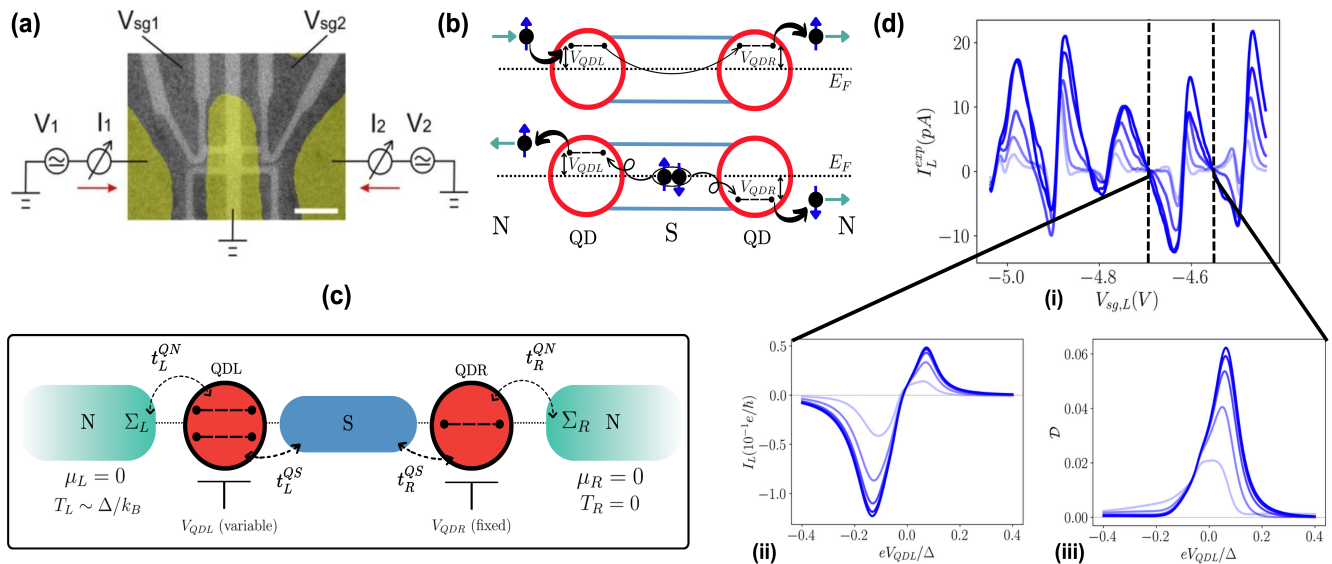 (a)
V_sg1
V_sg2
V_1
I_1
I_2
V_2
(b)
V_QDL
V_QDR
E_F
V_QDL
V_QDR
E_F
N
QD
S
QD
N
(c)
t_L^QN
QDL
QDR
t_R^QN
N
Σ_L
S
Σ_R
N
μ_L = 0
t_L^QS
t_R^QS
μ_R = 0
T_L ∼ Δ/k_B
T_R = 0
V_QDL (variable)
V_QDR (fixed)
(d)
I_L^exp (pA)
20
10
0
−10
−5.0
−4.8
−4.6
(i)
V_sg,L (V)
I_L (10^−1 e/ℏ)
0.5
0.0
−0.5
−1.0
−0.4
−0.2
0.0
0.2
0.4
(ii)
eV_QDL/Δ
𝒟
0.06
0.04
0.02
0.00
−0.4
−0.2
0.0
0.2
0.4
(iii)
eV_QDL/Δ